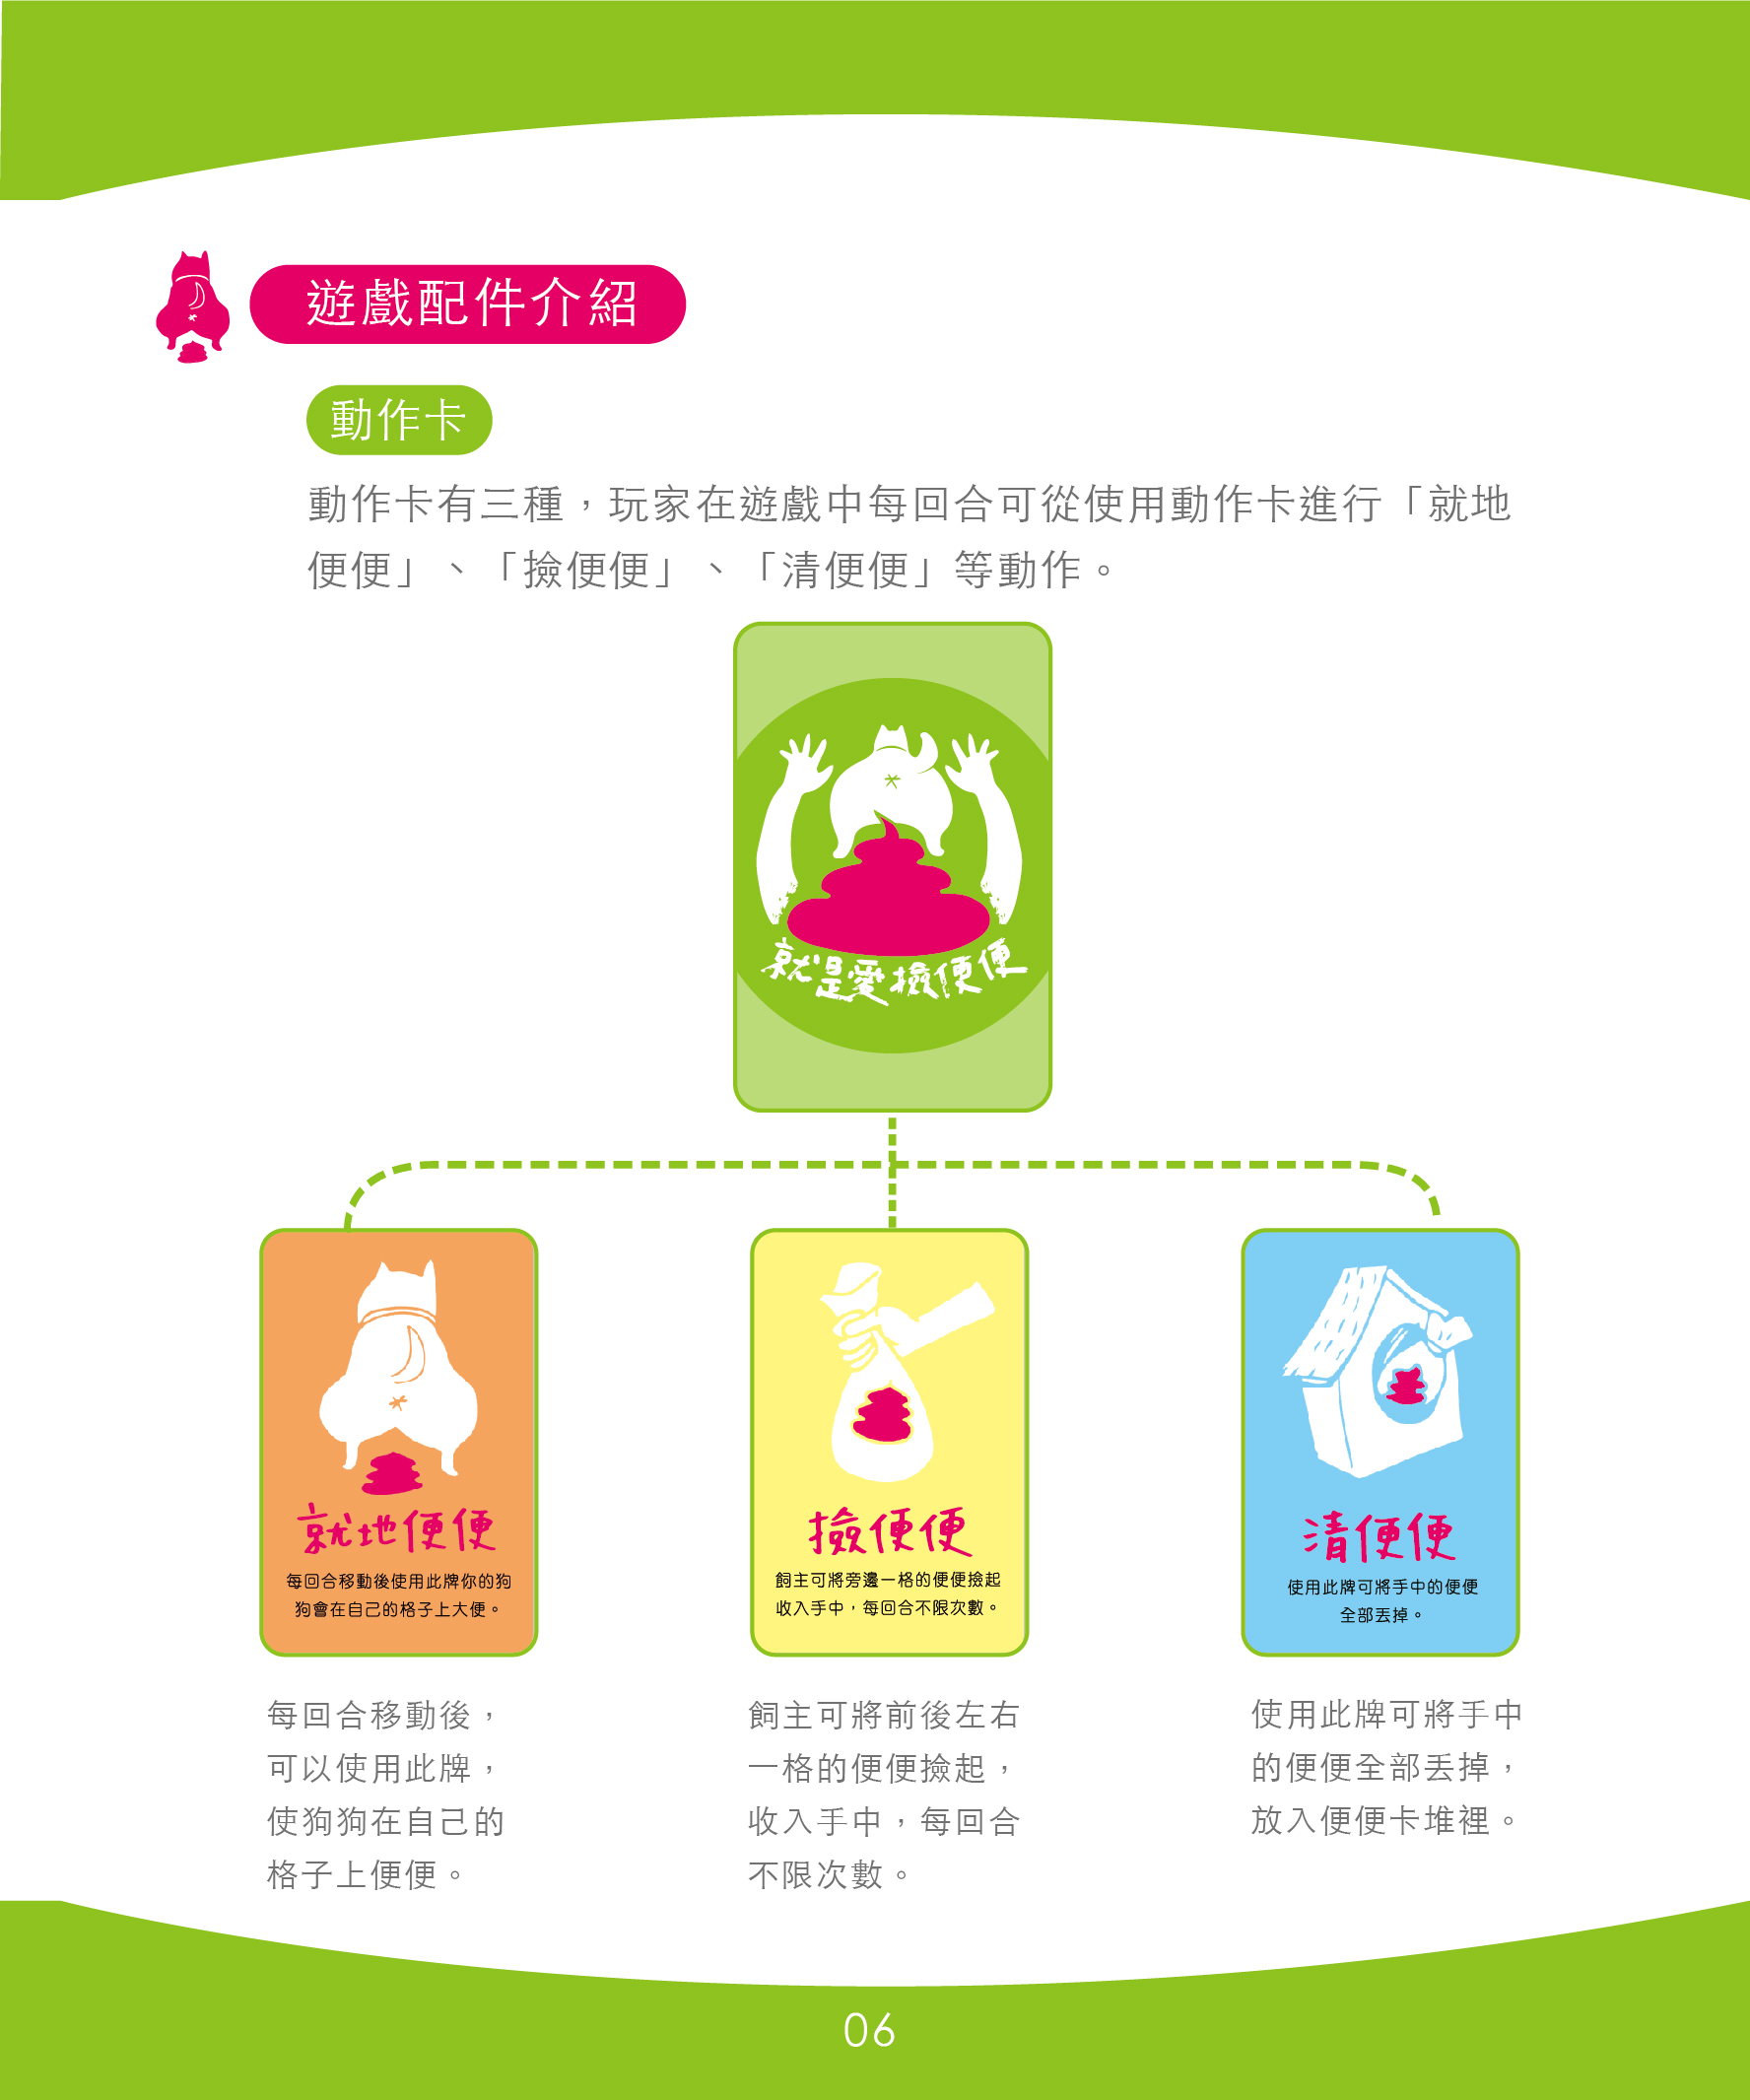 遊戲配件介紹
動作卡
動作卡有三種，玩家在遊戲中每回合可從使用動作卡進行「就地
便便」、「撿便便」、「清便便」等動作。
就是愛撿便便
就地便便
每回合移動後使用此牌你的狗
狗會在自己的格子上大便。
撿便便
飼主可將旁邊一格的便便撿起
收入手中，每回合不限次數。
清便便
使用此牌可將手中的便便
全部丟掉。
每回合移動後，
可以使用此牌，
使狗狗在自己的
格子上便便。
飼主可將前後左右
一格的便便撿起，
收入手中，每回合
不限次數。
使用此牌可將手中
的便便全部丟掉，
放入便便卡堆裡。
06